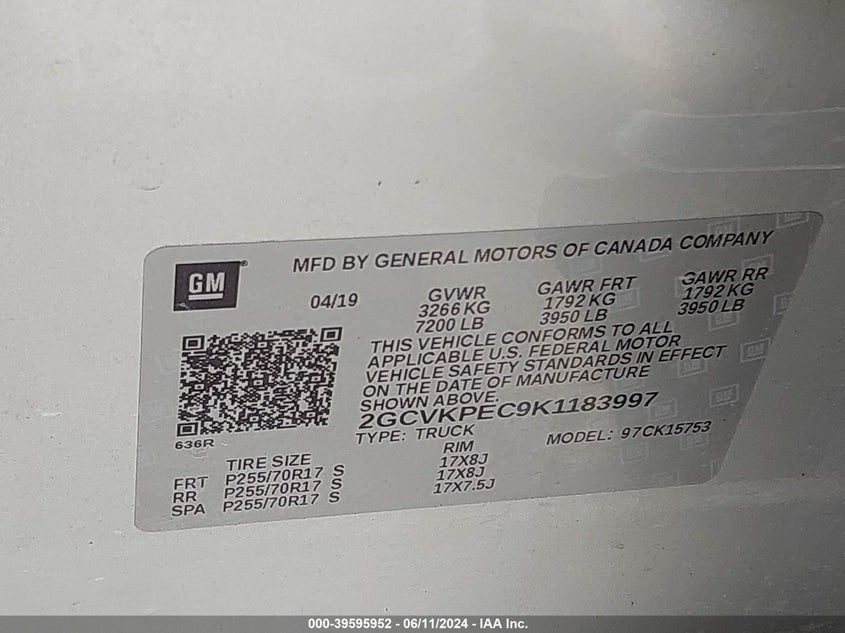 GM
MFD BY GENERAL MOTORS OF CANADA COMPANY
04/19
GVWR
3266 KG
7200 LB
GAWR FRT
1792 KG
3950 LB
GAWR RR
1792 KG
3950 LB
THIS VEHICLE CONFORMS TO ALL
APPLICABLE U.S. FEDERAL MOTOR
VEHICLE SAFETY STANDARDS IN EFFECT
ON THE DATE OF MANUFACTURE
SHOWN ABOVE.
2GCVKPEC9K1183997
TYPE: TRUCK
MODEL: 97CK15753
636R
TIRE SIZE RIM
FRT P255/70R17 S 17X8J
RR P255/70R17 S 17X8J
SPA P255/70R17 S 17X7.5J
000-39595952 - 06/11/2024 - IAA Inc.